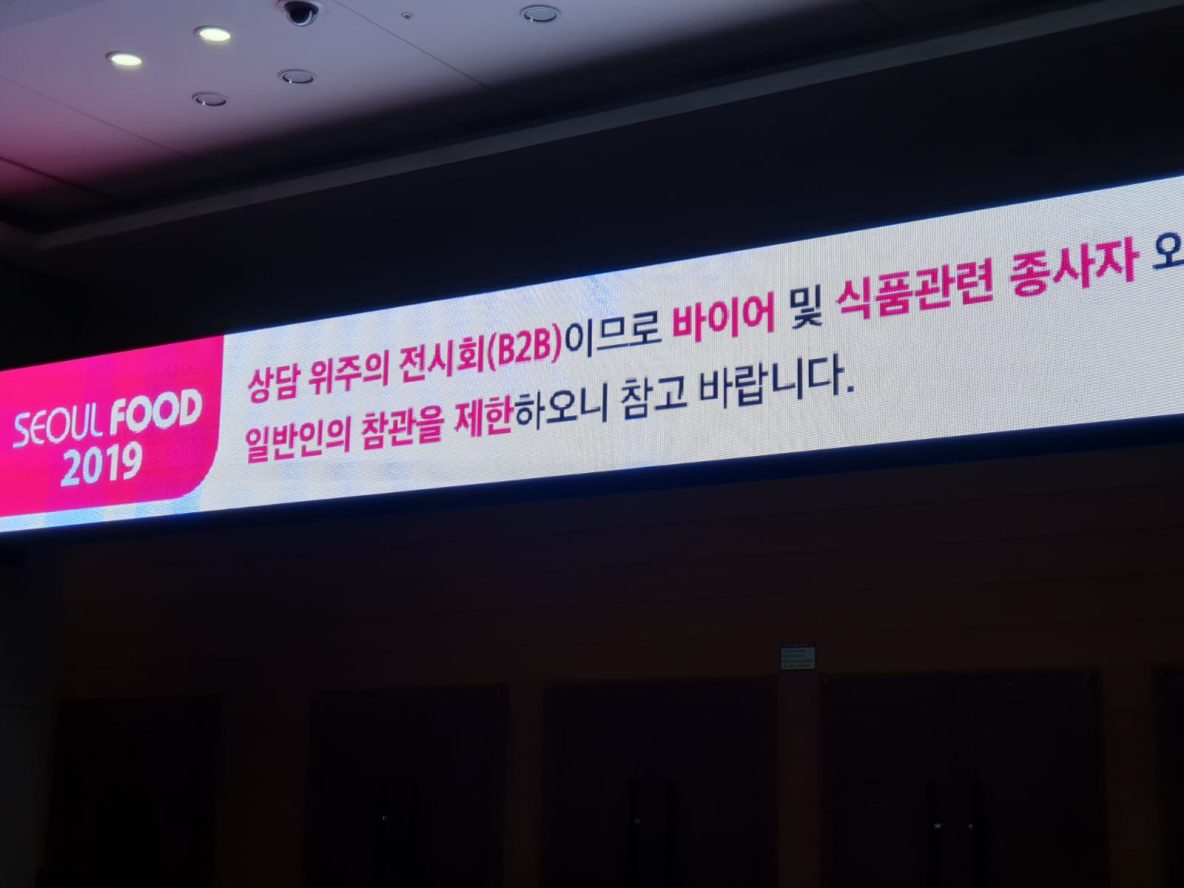 SEOUL FOOD
2019
상담 위주의 전시회(B2B)이므로 바이어 및 식품관련 종사자
일반인의 참관을 제한하오니 참고 바랍니다.